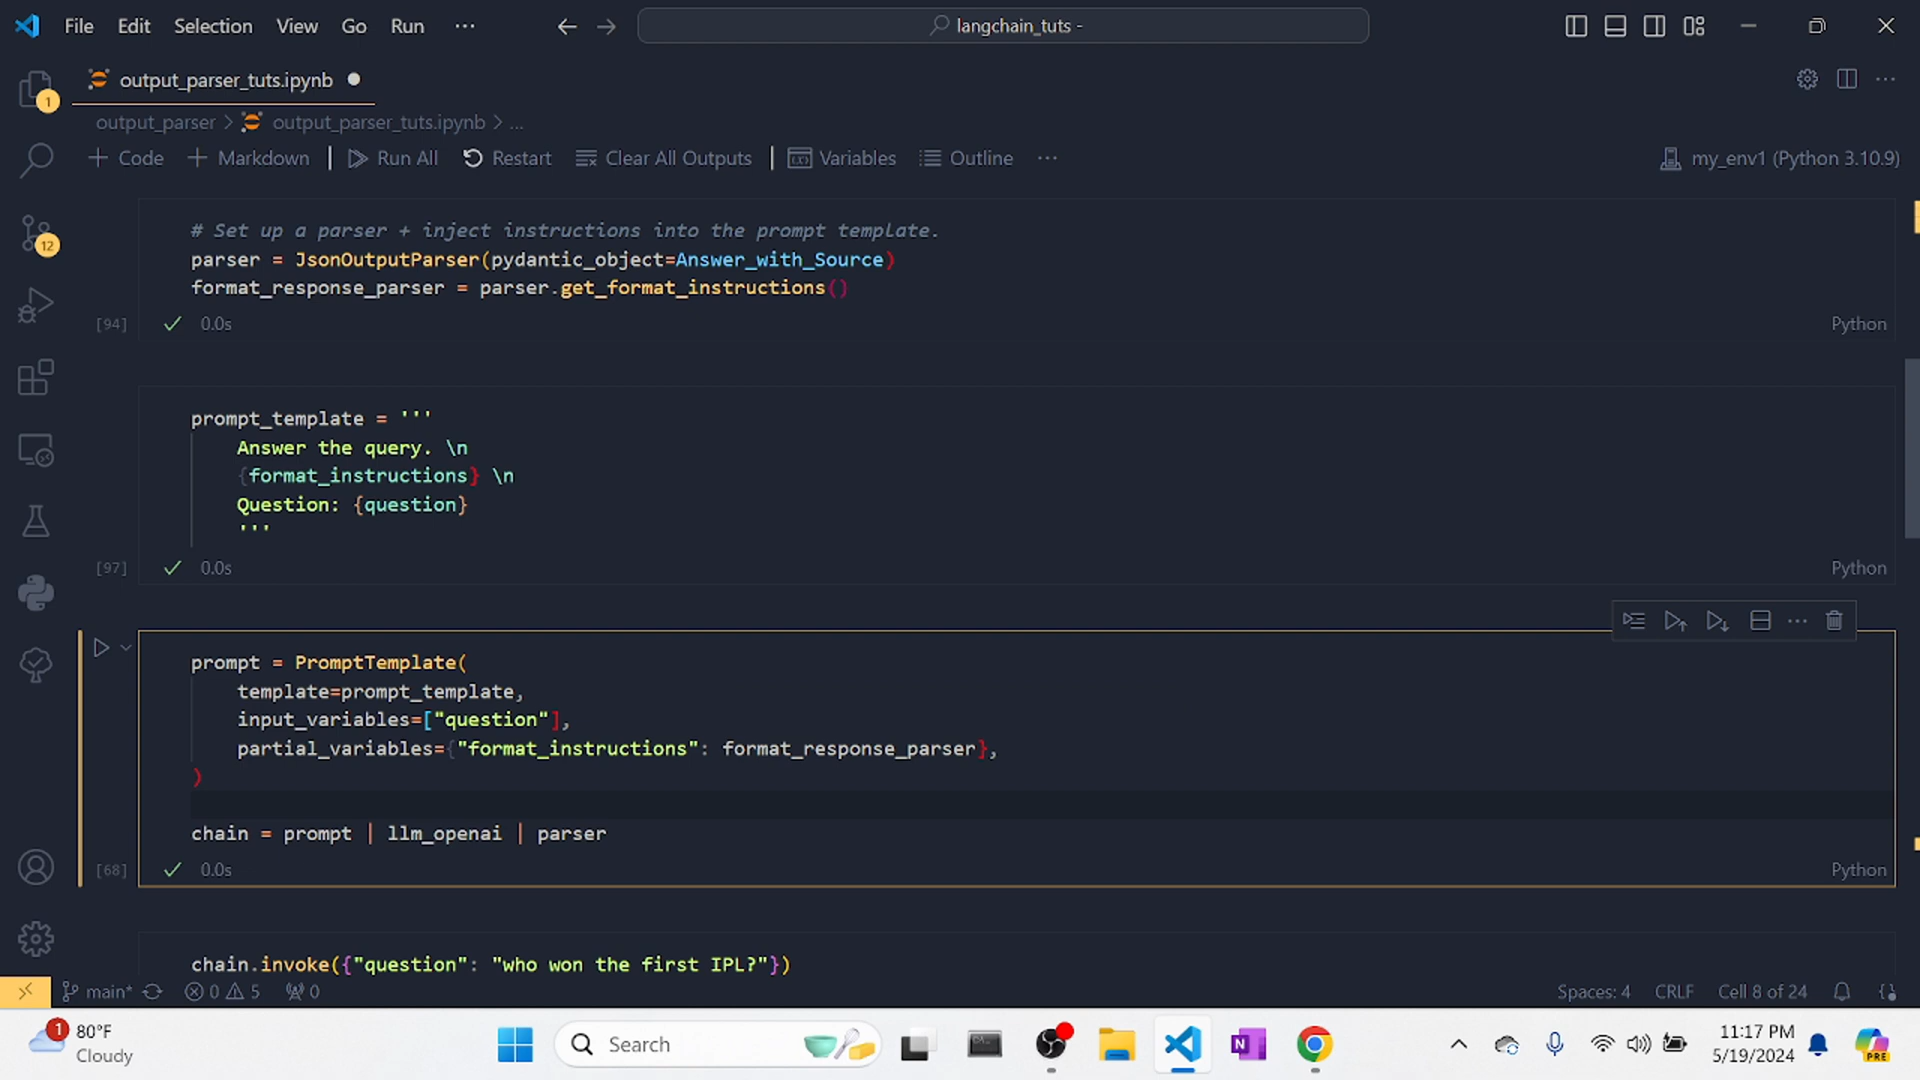 File Edit Selection View Go Run ··· langchain_tuts -
output_parser_tuts.ipynb
1
output_parser > output_parser_tuts.ipynb > ...
+ Code + Markdown | Run All Restart Clear All Outputs | Variables Outline ··· my_env1 (Python 3.10.9)
# Set up a parser + inject instructions into the prompt template.
12
parser = JsonOutputParser(pydantic_object=Answer_with_Source)
format_response_parser = parser.get_format_instructions()
[94] ✓ 0.0s Python
prompt_template = '''
Answer the query. \n
{format_instructions} \n
Question: {question}
'''
[97] ✓ 0.0s Python
prompt = PromptTemplate(
template=prompt_template,
input_variables=["question"],
partial_variables={"format_instructions": format_response_parser},
)
chain = prompt | llm_openai | parser
[68] ✓ 0.0s Python
chain.invoke({"question": "who won the first IPL?"})
main* 0 5 0 Spaces: 4 CRLF Cell 8 of 24
1 80°F
Cloudy
Search
N
PRE
11:17 PM
5/19/2024